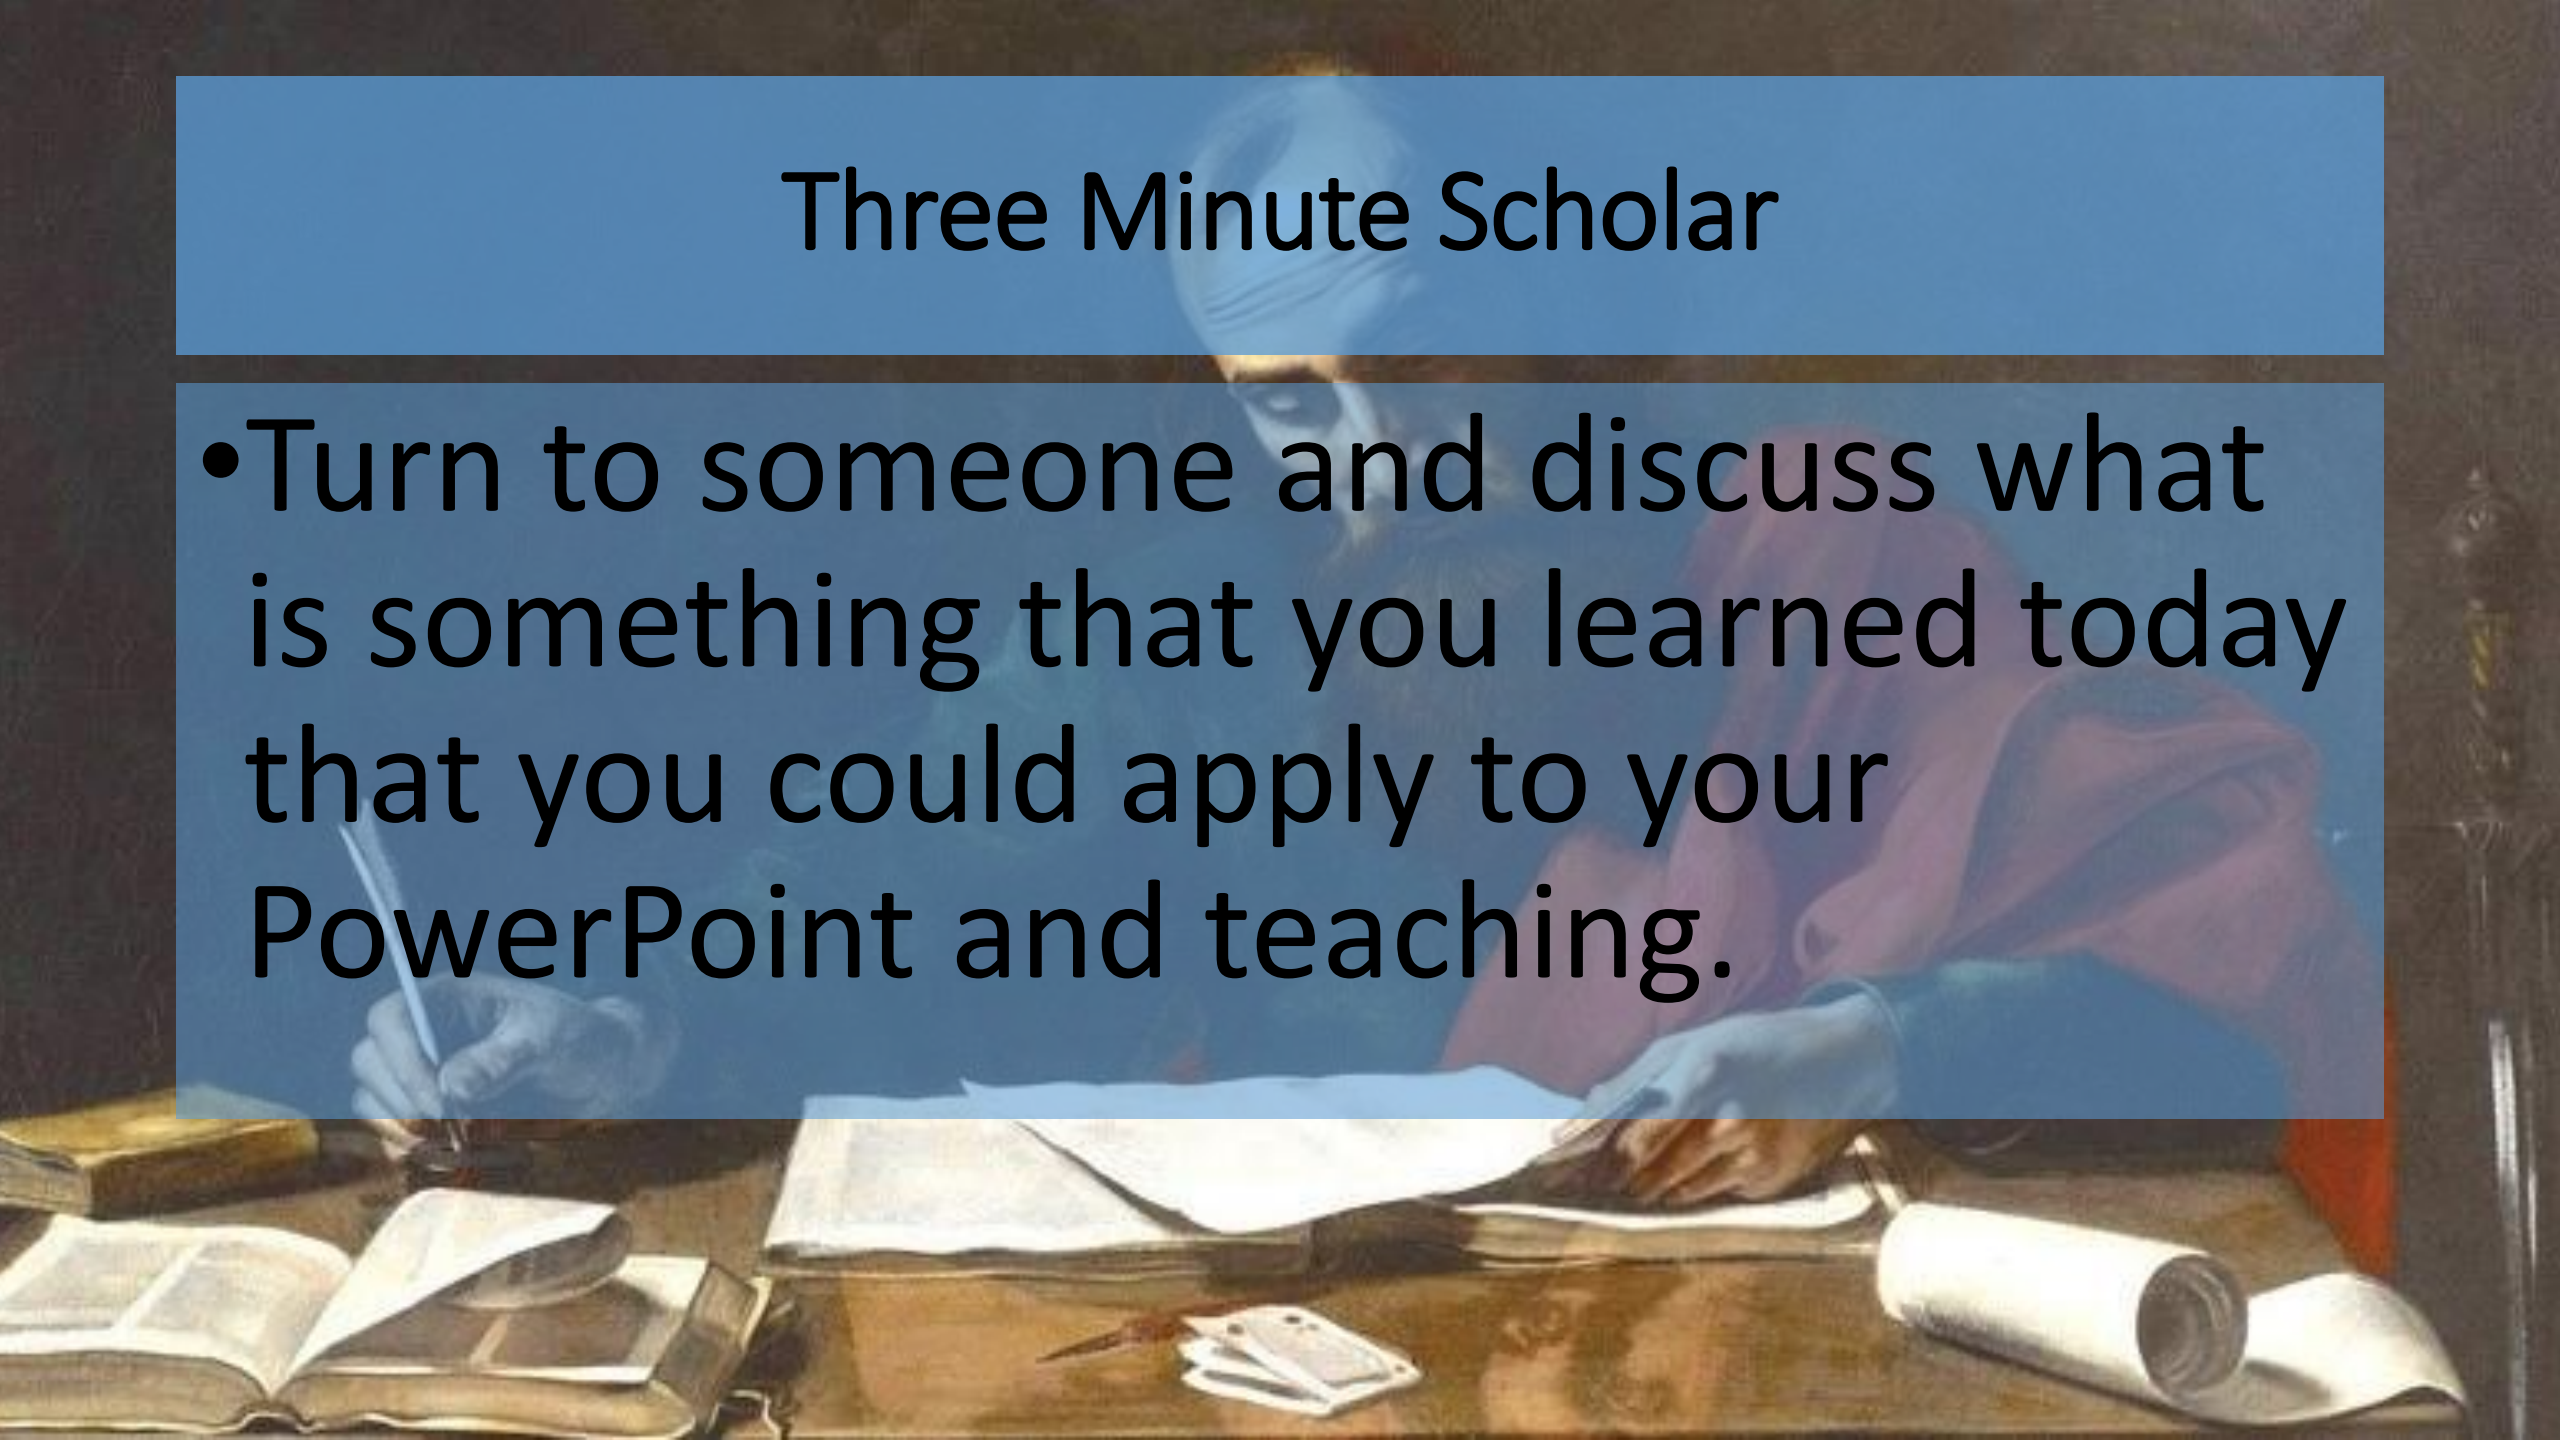 Three Minute Scholar
•Turn to someone and discuss what
is something that you learned today
that you could apply to your
PowerPoint and teaching.